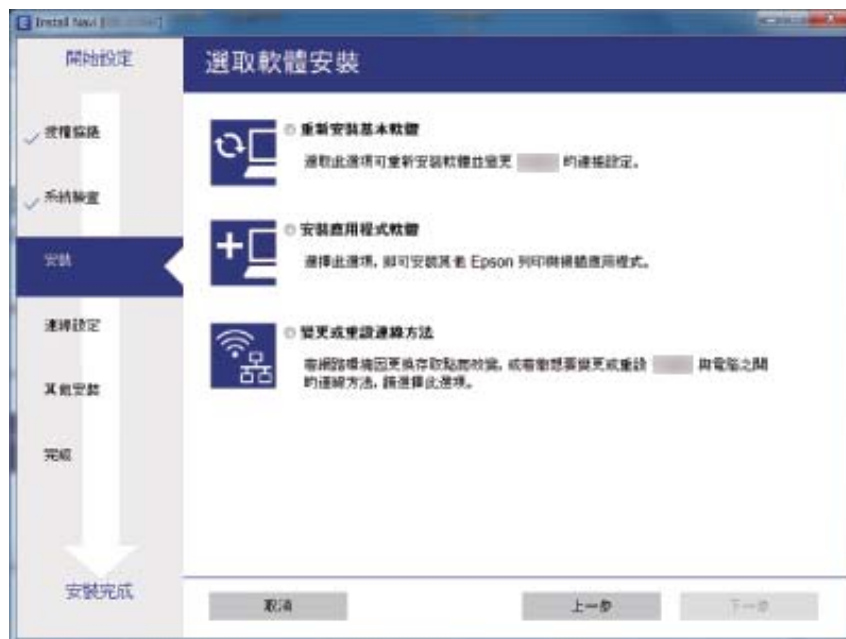 Install Navi
開始設定
選取軟體安裝
授權協議
系統檢查
安裝
連線設定
其他安裝
完成
安裝完成
重新安裝基本軟體
選取此選項可重新安裝軟體並變更 的連接設定。
安裝應用程式軟體
選擇此選項,即可安裝其他 Epson 列印與掃描應用程式。
變更或重設連線方法
若網路環境因更換存取點而改變,或若您想要變更或重設 與電腦之間
的連線方法,請選擇此選項。
取消
上一步
下一步